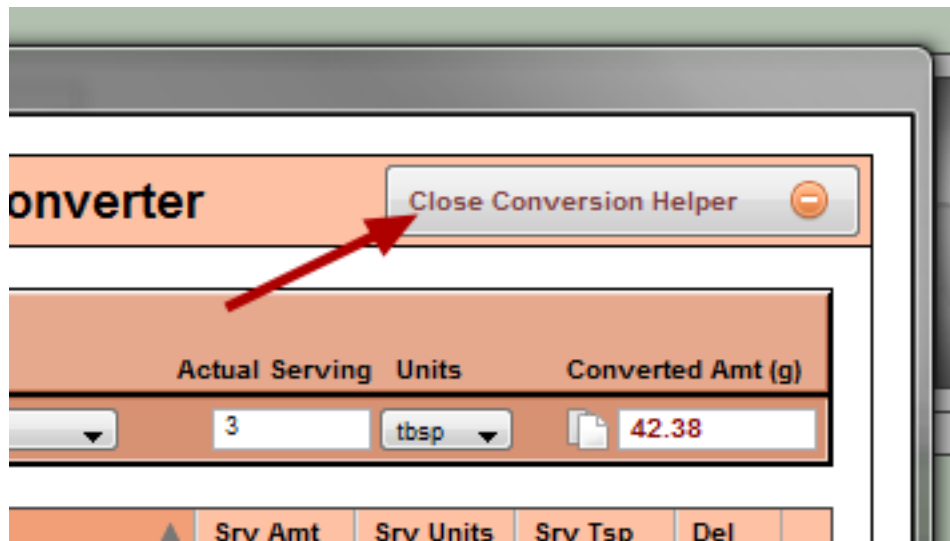 onverter
Close Conversion Helper
Actual Serving Units Converted Amt (g)
3 tbsp 42.38
Srv Amt Srv Units Srv Tsp Del